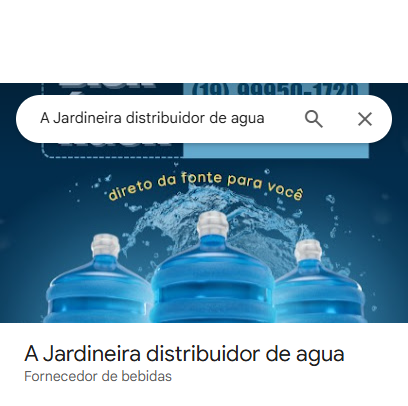 (19) 99950-1720
A Jardineira distribuidor de agua
direto da fonte para você
A Jardineira distribuidor de agua
Fornecedor de bebidas